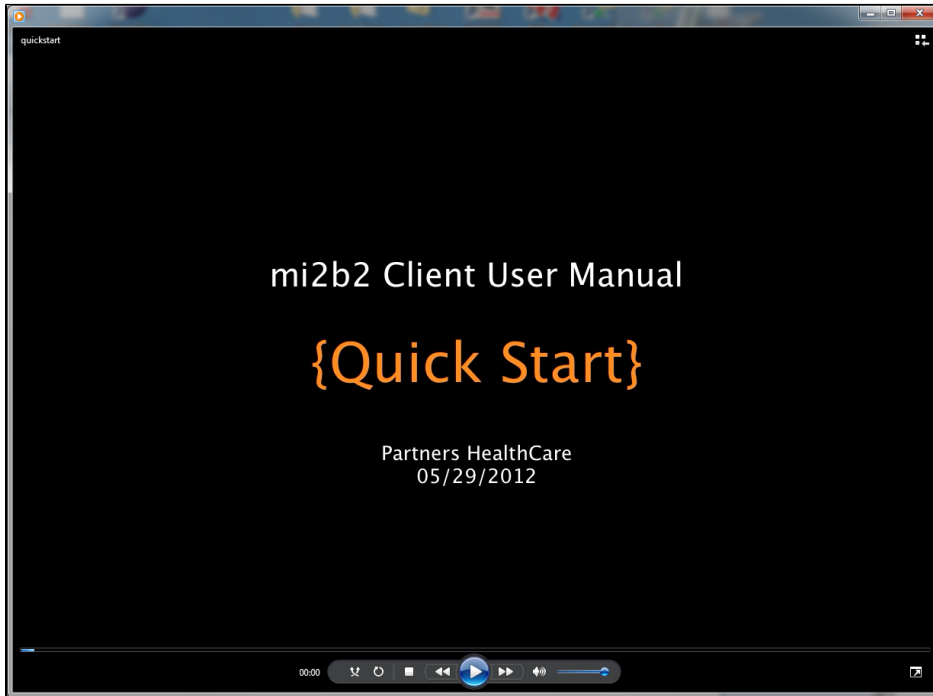 quickstart
mi2b2 Client User Manual
{Quick Start}
Partners HealthCare
05/29/2012
00:00